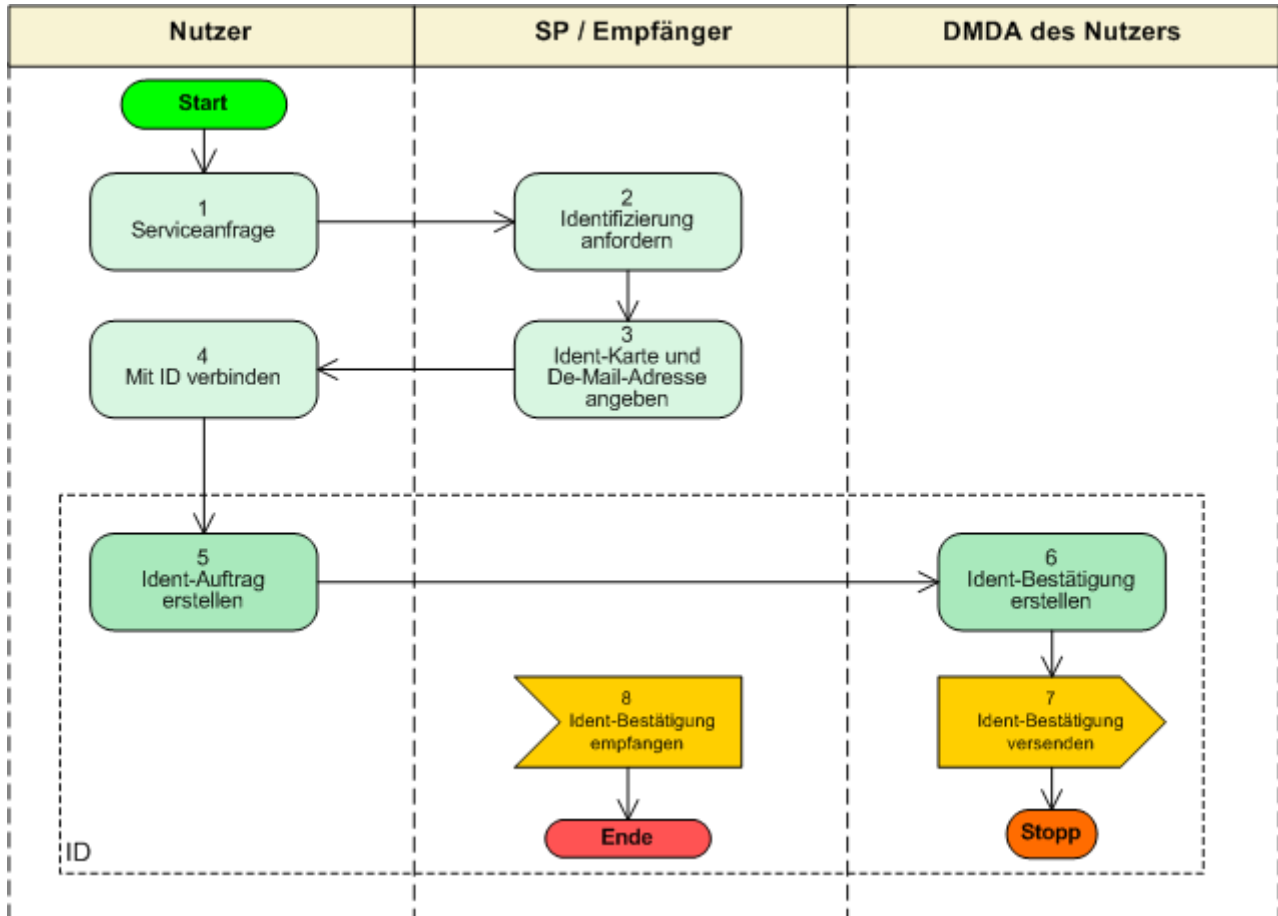 Nutzer
SP / Empfänger
DMDA des Nutzers
Start
1
Serviceanfrage
2
Identifizierung
anfordern
4
Mit ID verbinden
3
Ident-Karte und
De-Mail-Adresse
angeben
5
Ident-Auftrag
erstellen
6
Ident-Bestätigung
erstellen
8
Ident-Bestätigung
empfangen
7
Ident-Bestätigung
versenden
Ende
Stopp
ID